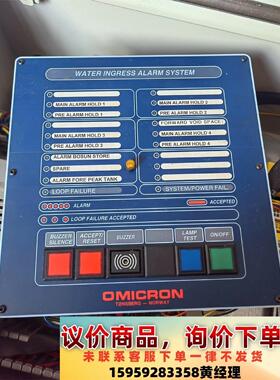 WATER INGRESS ALARM SYSTEM
MAIN ALARM HOLD 1
PRE ALARM HOLD 1
MAIN ALARM HOLD 2
PRE ALARM HOLD 2
MAIN ALARM HOLD 3
PRE ALARM HOLD 3
FORWARD VOID SPACE
MAIN ALARM HOLD 4
PRE ALARM HOLD 4
ALARM BOSUN STORE
SPARE
ALARM FORE PEAK TANK
LOOP FAILURE
SYSTEM/POWER FAIL.
ALARM
ACCEPTED
LOOP FAILURE ACCEPTED
BUZZER SILENCE
ACCEPT/ RESET
BUZZER
LAMP TEST
ON/OFF
OMICRON
TØNSBERG – NORWAY
议价商品，询价下单
未联系客服下单一律不发货
15959283358黄经理